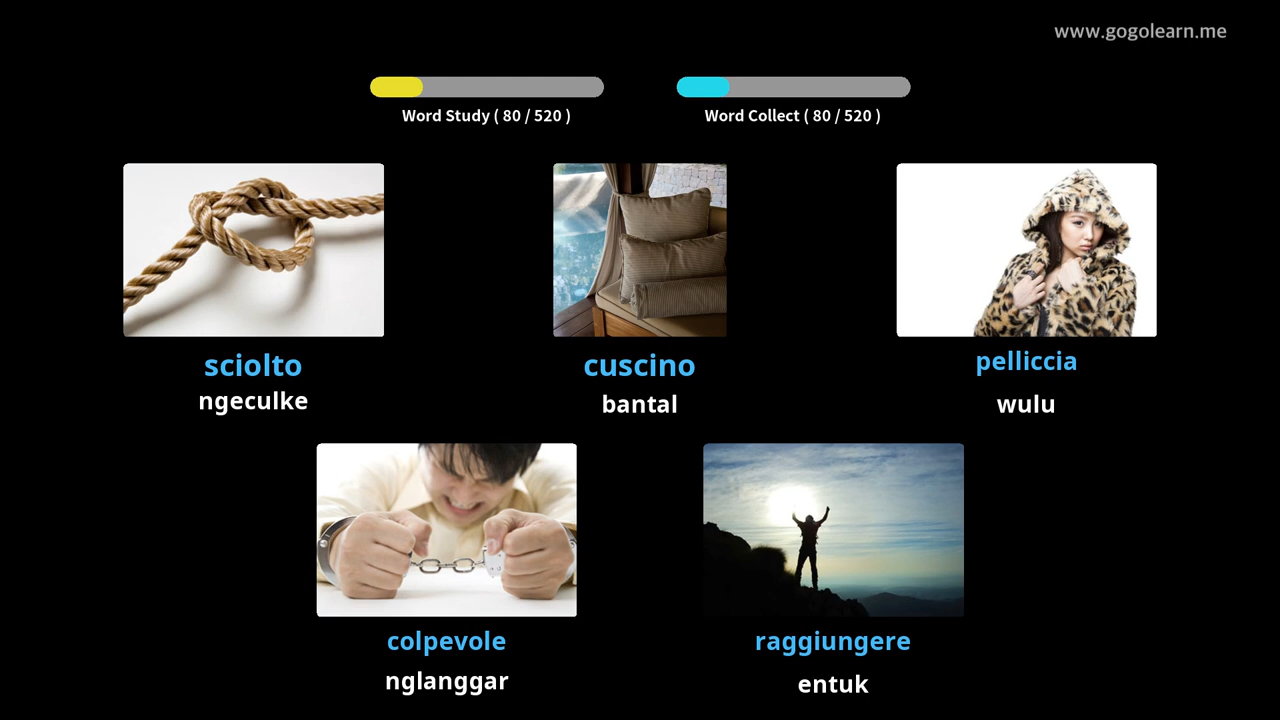 www.gogolearn.me
Word Study ( 80 / 520 )
Word Collect ( 80 / 520 )
sciolto
ngeculke
cuscino
bantal
pelliccia
wulu
colpevole
nglanggar
raggiungere
entuk